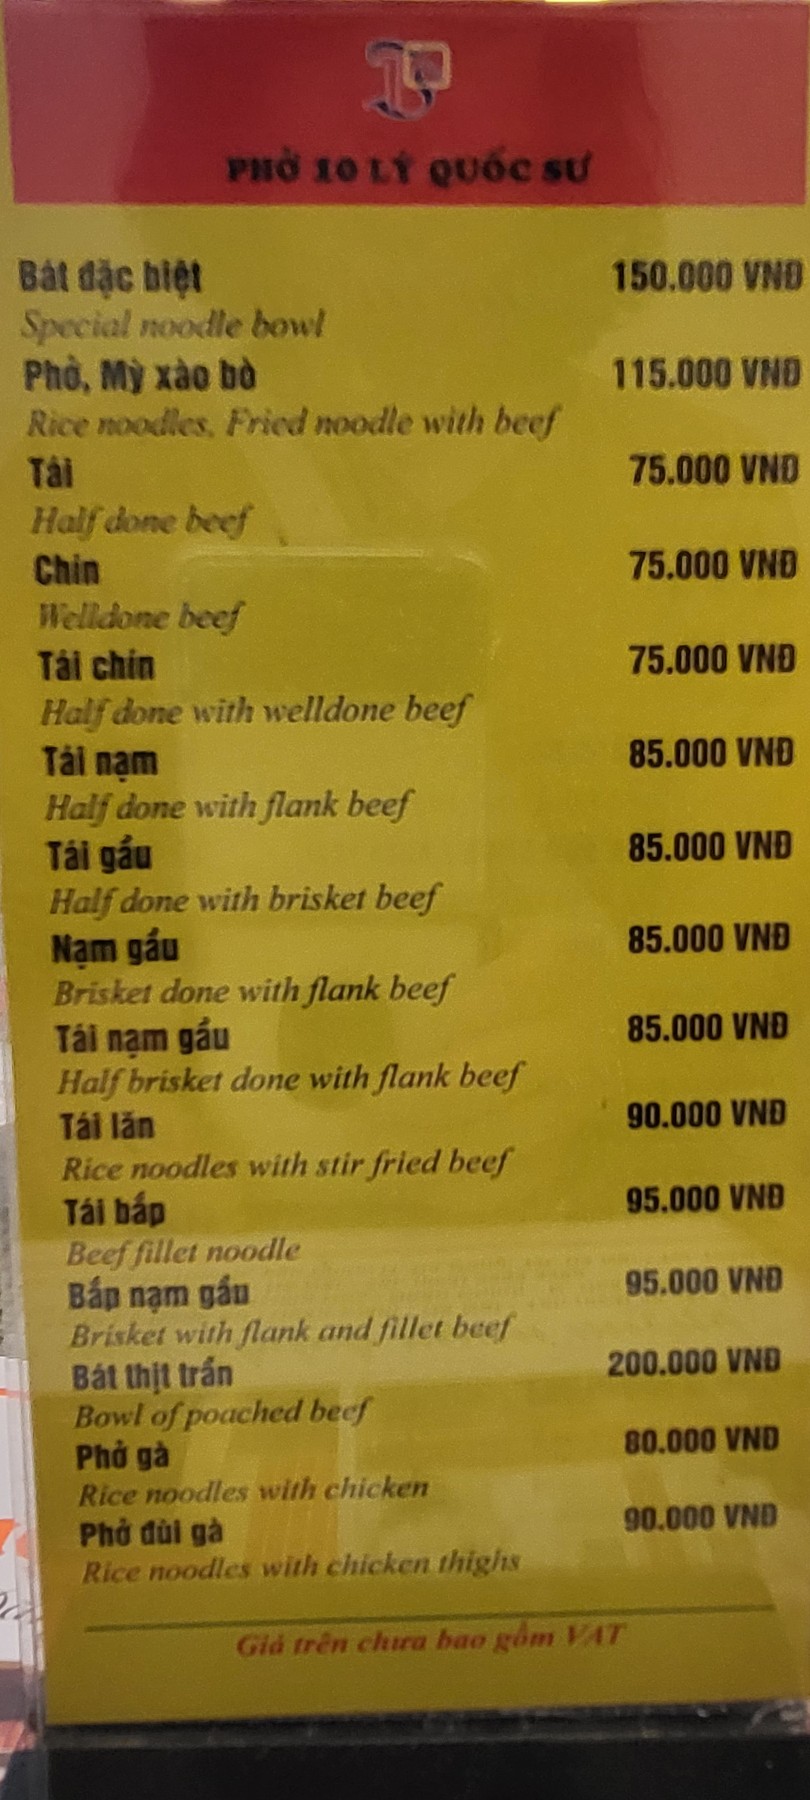 PHỞ 10 LÝ QUỐC SƯ
Bát đặc biệt 150.000 VNĐ
Special noodle bowl
Phở, Mỳ xào bò 115.000 VNĐ
Rice noodles, Fried noodle with beef
Tái 75.000 VNĐ
Half done beef
Chín 75.000 VNĐ
Welldone beef
Tái chín 75.000 VNĐ
Half done with welldone beef
Tái nạm 85.000 VNĐ
Half done with flank beef
Tái gầu 85.000 VNĐ
Half done with brisket beef
Nạm gầu 85.000 VNĐ
Brisket done with flank beef
Tái nạm gầu 85.000 VNĐ
Half brisket done with flank beef
Tái lăn 90.000 VNĐ
Rice noodles with stir fried beef
Tái bắp 95.000 VNĐ
Beef fillet noodle
Bắp nạm gầu 95.000 VNĐ
Brisket with flank and fillet beef
Bát thịt trần 200.000 VNĐ
Bowl of poached beef
Phở gà 80.000 VNĐ
Rice noodles with chicken
Phở đùi gà 90.000 VNĐ
Rice noodles with chicken thighs
Giá trên chưa bao gồm VAT